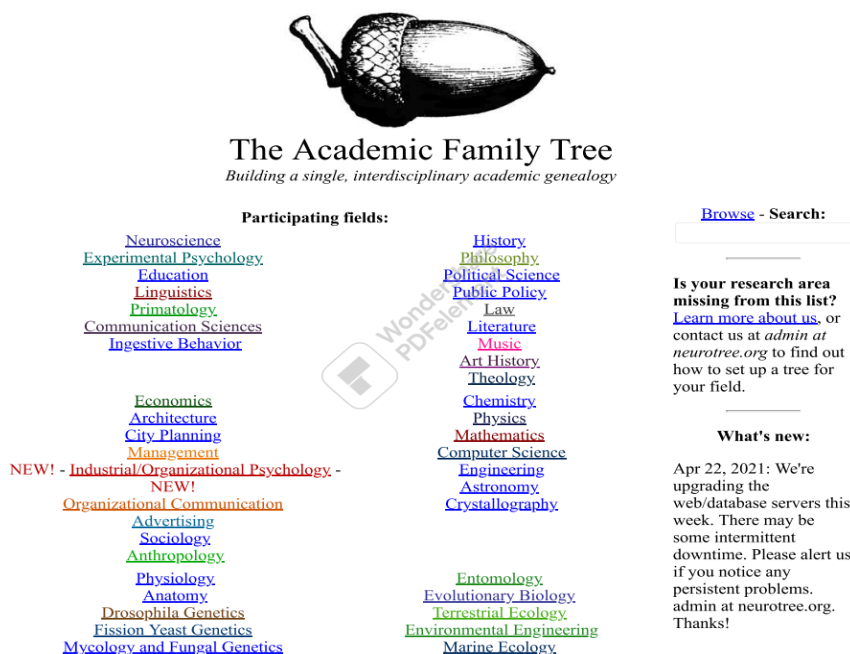 The Academic Family Tree
Building a single, interdisciplinary academic genealogy
Participating fields:
Neuroscience
Experimental Psychology
Education
Linguistics
Primatology
Communication Sciences
Ingestive Behavior
History
Philosophy
Political Science
Public Policy
Law
Literature
Music
Art History
Theology
Economics
Architecture
City Planning
Management
NEW! - Industrial/Organizational Psychology -
NEW!
Organizational Communication
Advertising
Sociology
Anthropology
Chemistry
Physics
Mathematics
Computer Science
Engineering
Astronomy
Crystallography
Physiology
Anatomy
Drosophila Genetics
Fission Yeast Genetics
Mycology and Fungal Genetics
Entomology
Evolutionary Biology
Terrestrial Ecology
Environmental Engineering
Marine Ecology
Browse - Search:
Is your research area
missing from this list?
Learn more about us, or
contact us at admin at
neurotree.org to find out
how to set up a tree for
your field.
What's new:
Apr 22, 2021: We're
upgrading the
web/database servers this
week. There may be
some intermittent
downtime. Please alert us
if you notice any
persistent problems.
admin at neurotree.org.
Thanks!
Wondershare
PDFelement